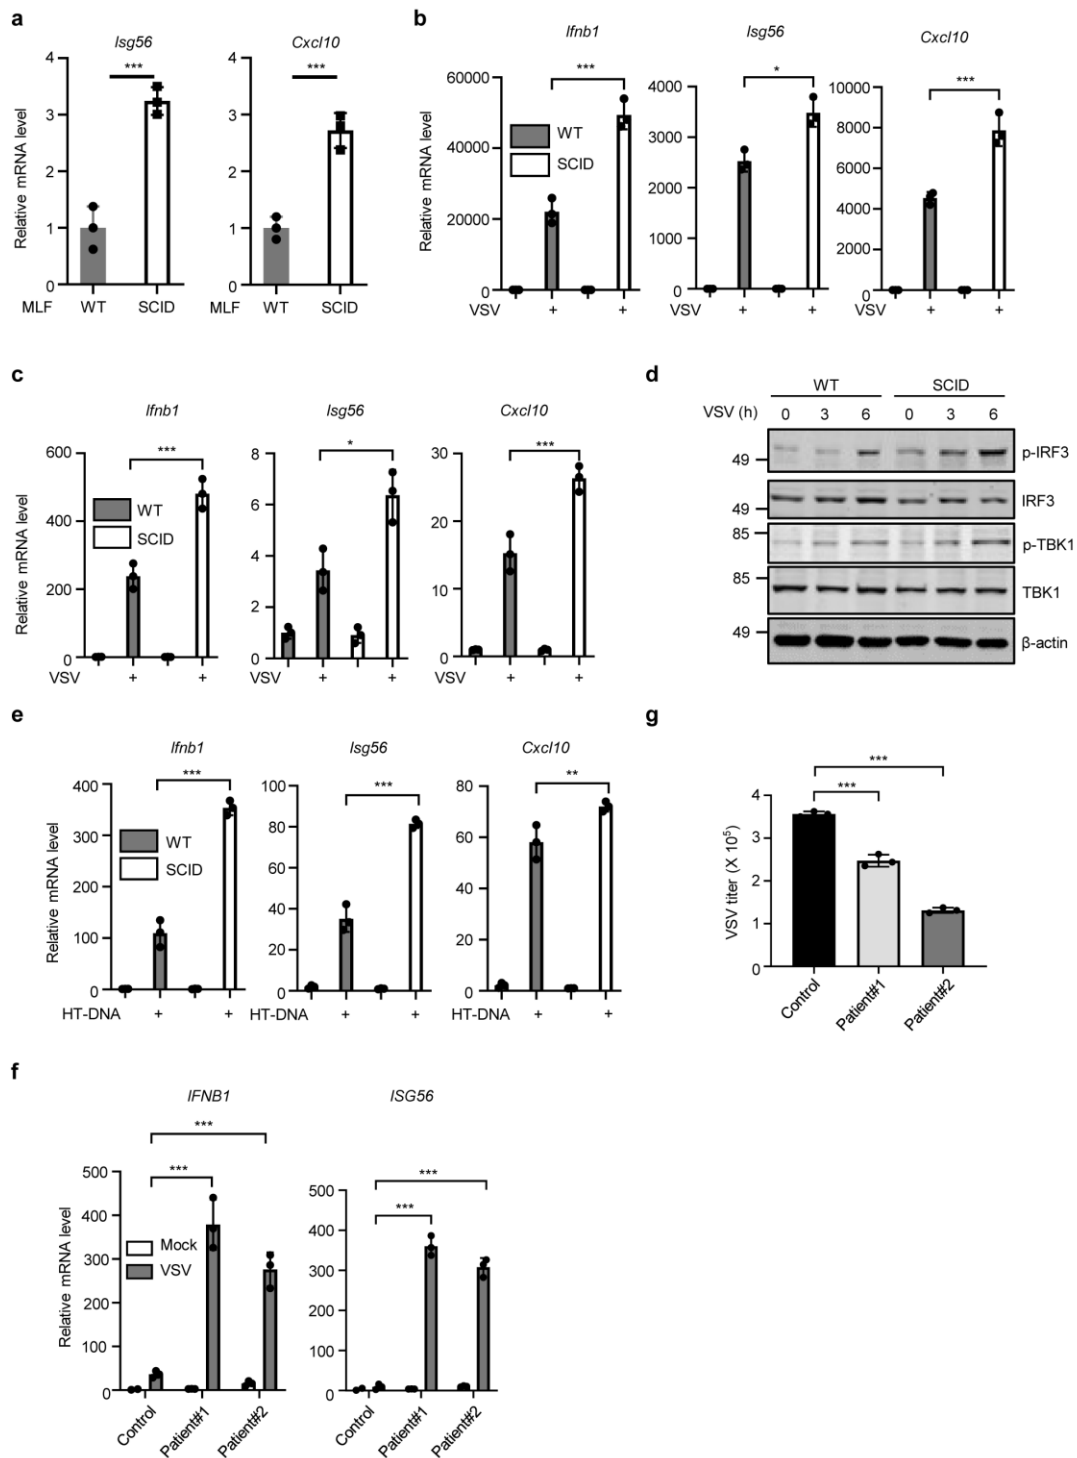 a
Isg56
Cxcl10
Relative mRNA level
4
3
2
1
0
***
4
3
2
1
0
***
MLF WT SCID
MLF WT SCID
b
Ifnb1
Isg56
Cxcl10
Relative mRNA level
60000
40000
20000
0
***
WT
SCID
4000
3000
2000
1000
0
*
10000
8000
6000
4000
2000
0
***
VSV + +
VSV + +
VSV + +
c
Ifnb1
Isg56
Cxcl10
Relative mRNA level
600
400
200
0
***
WT
SCID
8
6
4
2
0
*
30
20
10
0
***
VSV + +
VSV + +
VSV + +
d
WT SCID
VSV (h) 0 3 6 0 3 6
49 p-IRF3
49 IRF3
85 p-TBK1
85 TBK1
49 β-actin
e
Ifnb1
Isg56
Cxcl10
Relative mRNA level
400
300
200
100
0
***
WT
SCID
100
80
60
40
20
0
***
80
60
40
20
0
**
HT-DNA + +
HT-DNA + +
HT-DNA + +
g
VSV titer (X 10⁵)
4
3
2
1
0
***
***
Control
Patient#1
Patient#2
f
IFNB1
ISG56
Relative mRNA level
500
400
300
200
100
0
***
***
Mock
VSV
Control
Patient#1
Patient#2
500
400
300
200
100
0
***
***
Control
Patient#1
Patient#2